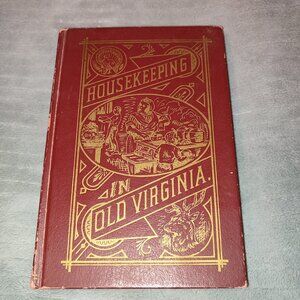 HOUSEKEEPING
IN
OLD VIRGINIA.